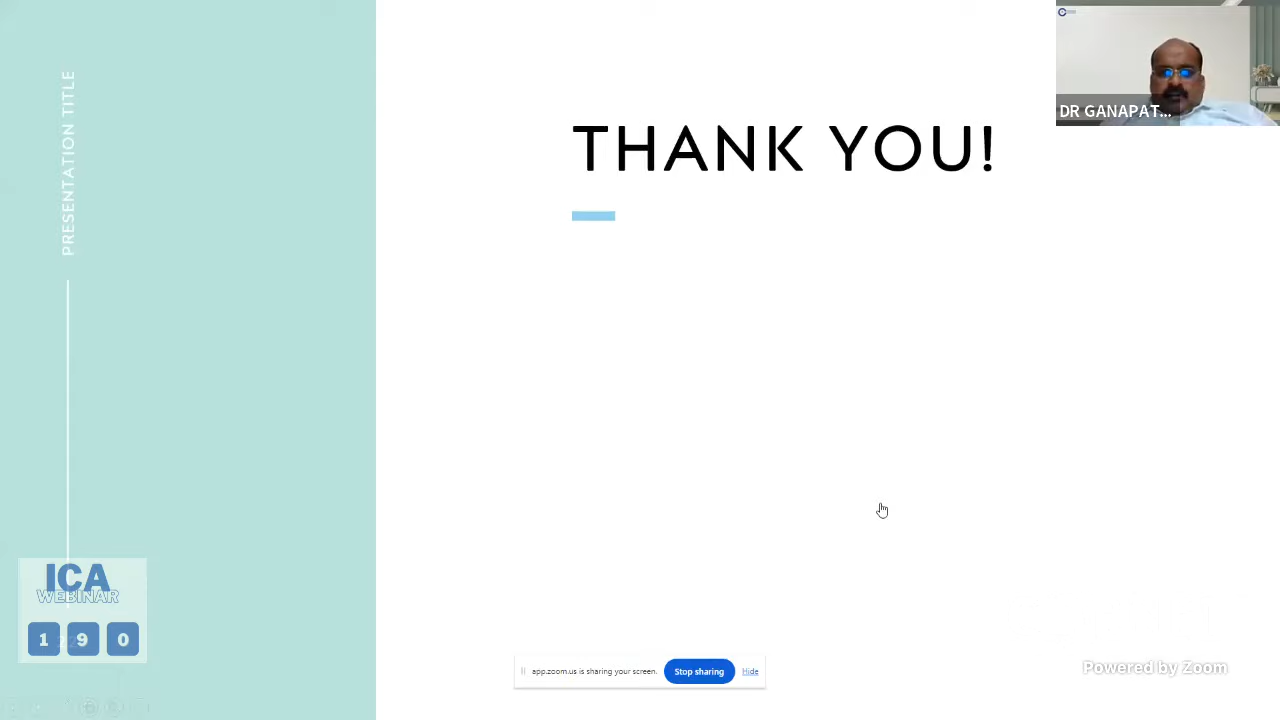 PRESENTATION TITLE
THANK YOU!
DR GANAPAT...
ICA
WEBINAR
1 9 0
app.zoom.us is sharing your screen.
Stop sharing
Hide
Powered by Zoom